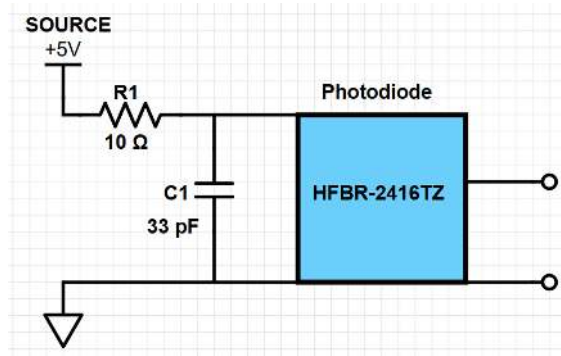 SOURCE
+5V
R1
10 Ω
Photodiode
C1
33 pF
HFBR-2416TZ